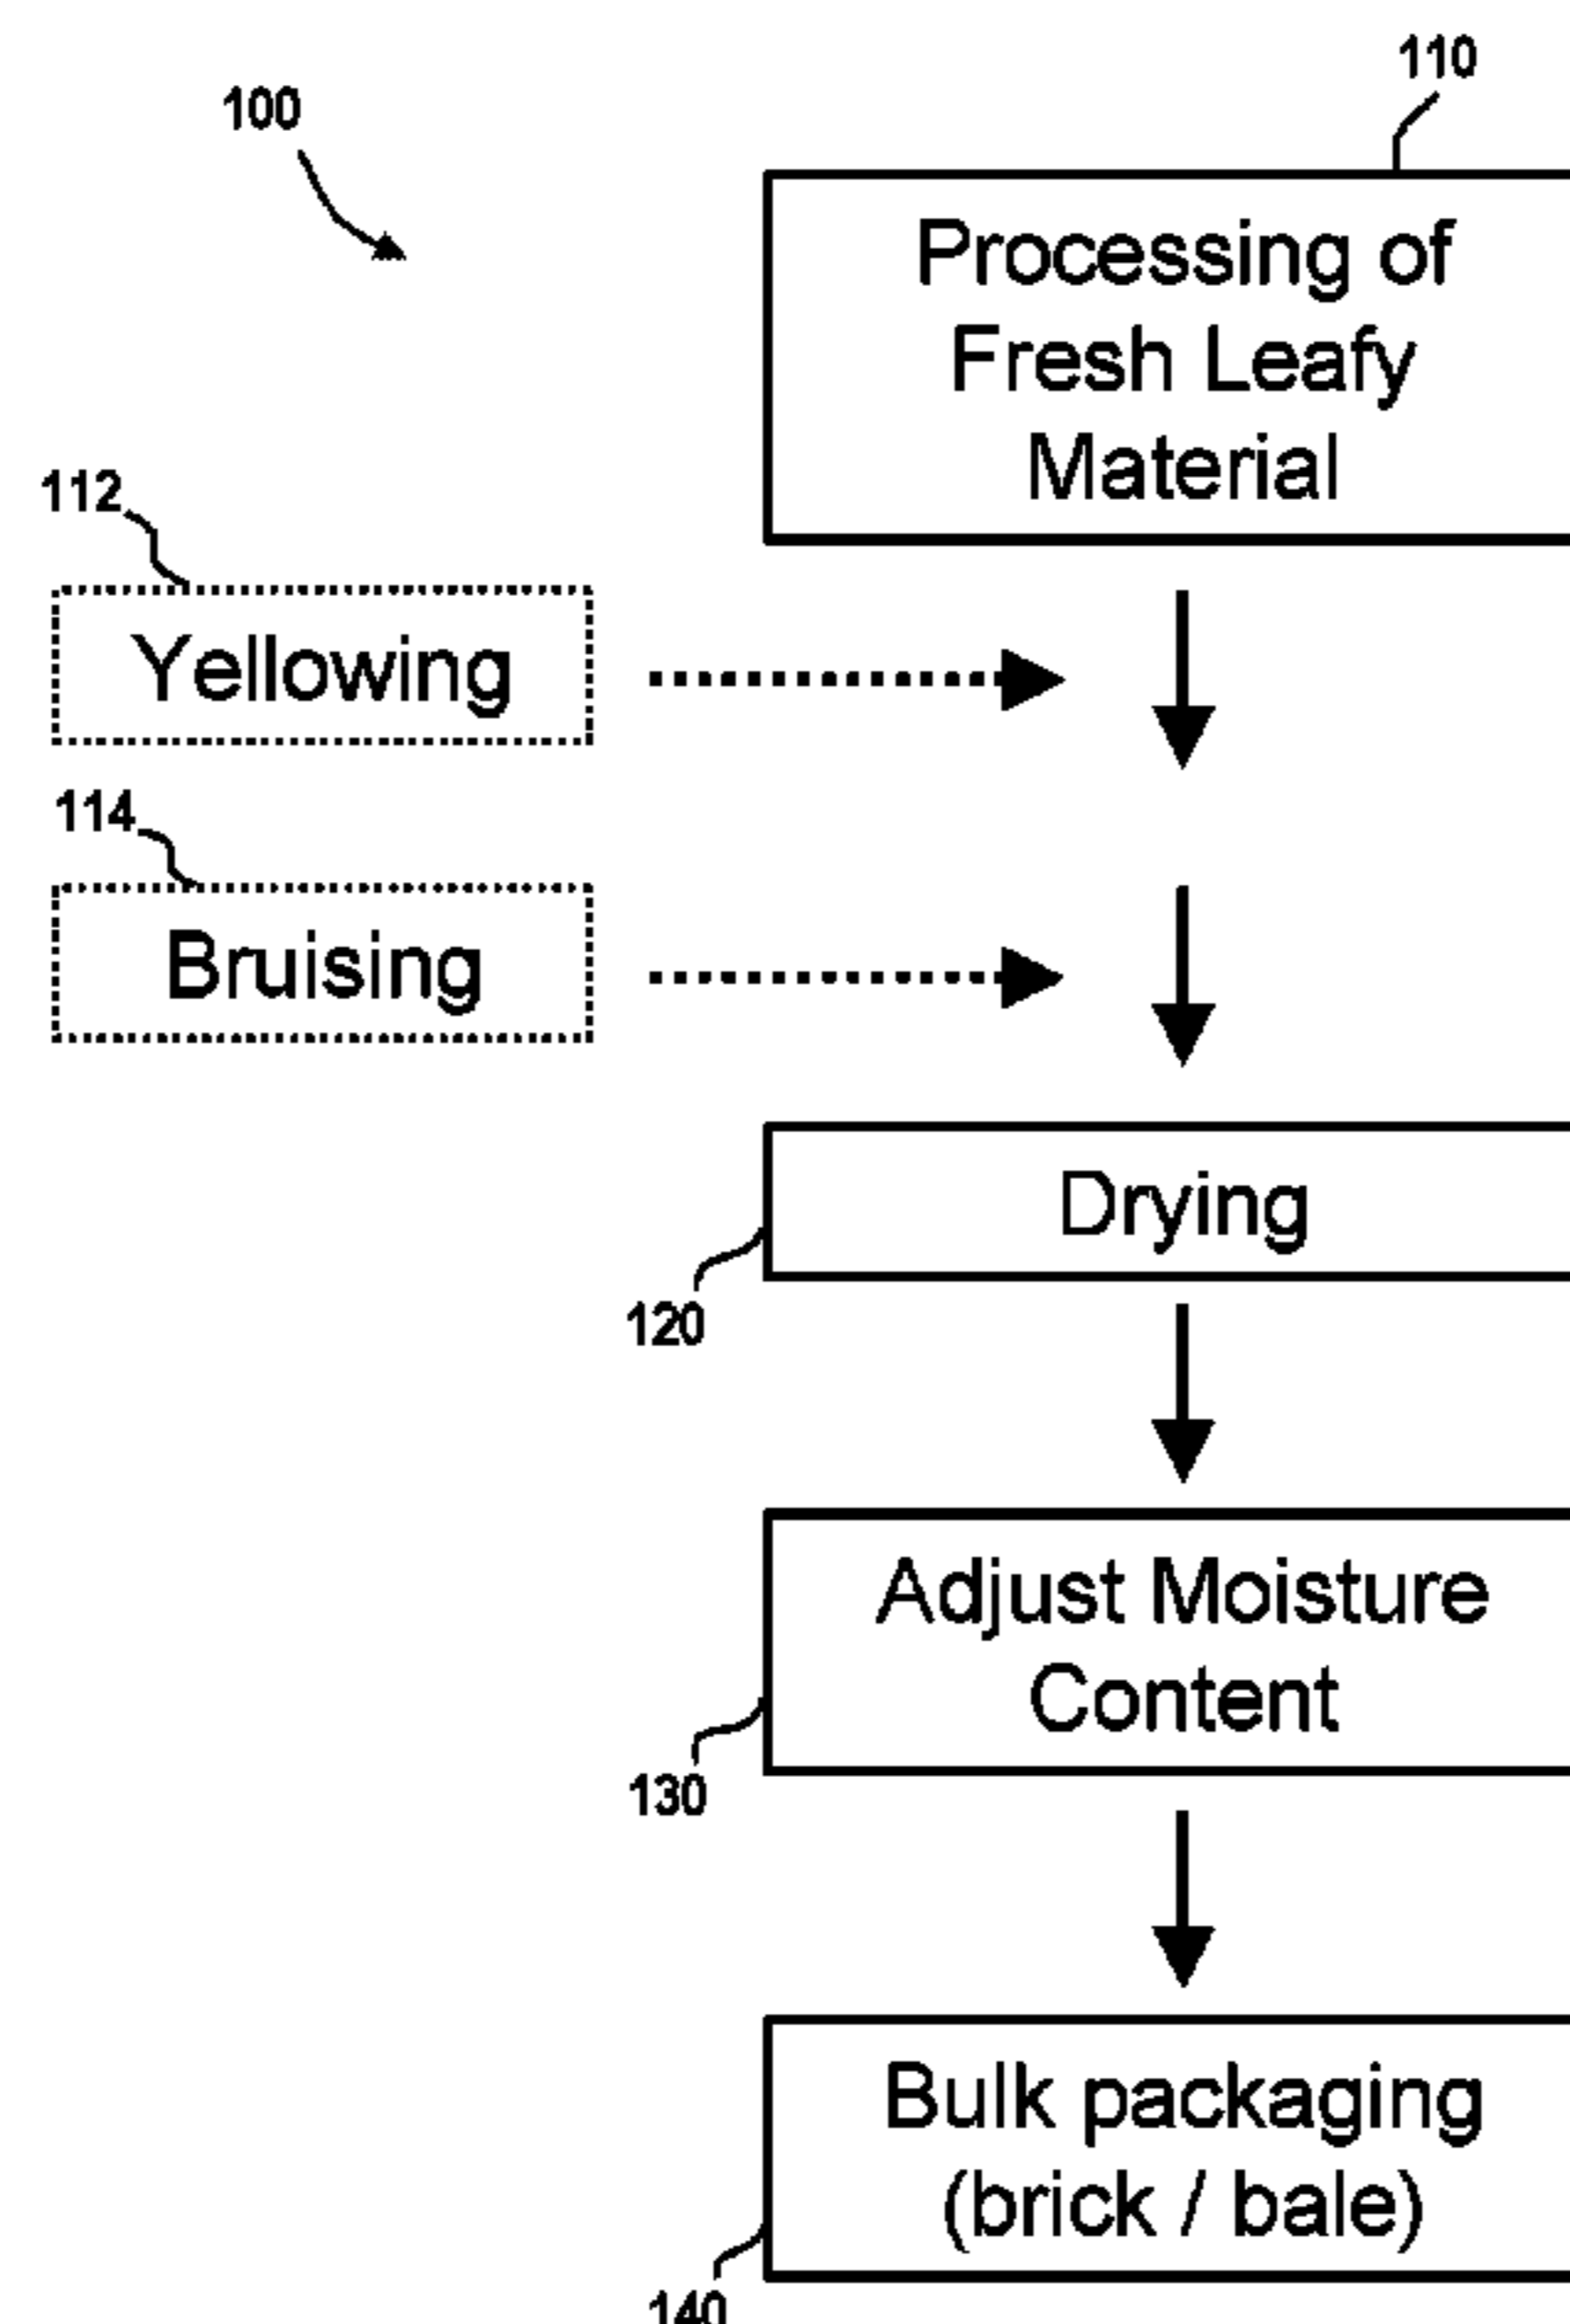 100
110
Processing of
Fresh Leafy
Material
112
Yellowing
114
Bruising
Drying
120
Adjust Moisture
Content
130
Bulk packaging
(brick / bale)
140